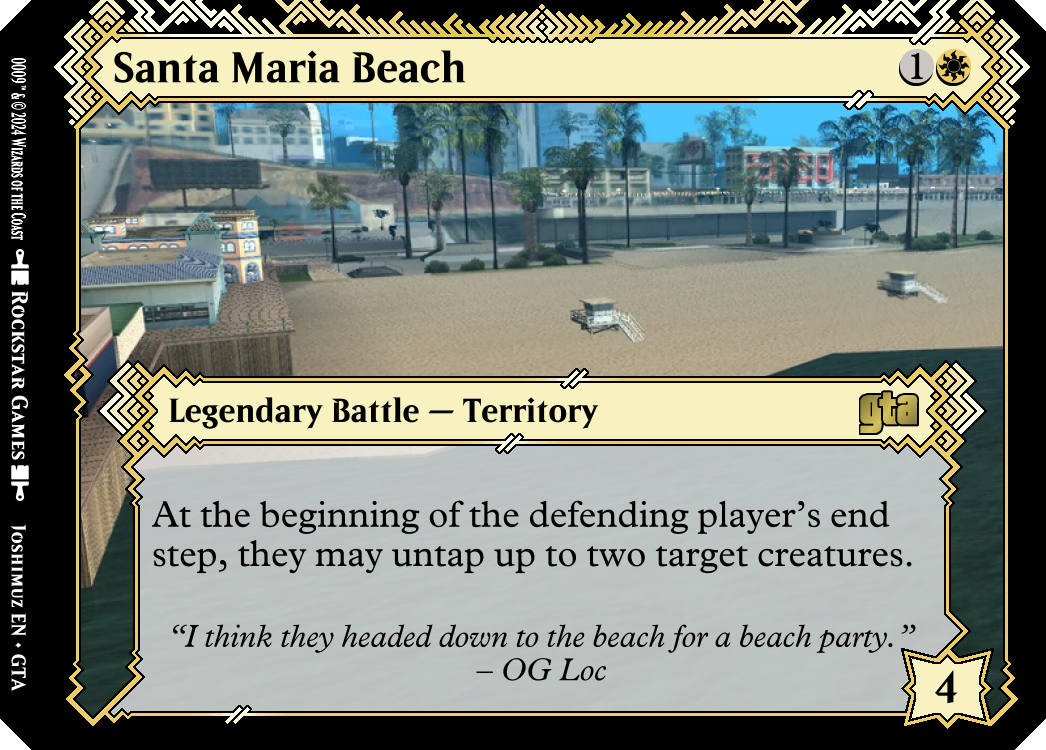 Santa Maria Beach 1
Legendary Battle — Territory gta
At the beginning of the defending player's end
step, they may untap up to two target creatures.
“I think they headed down to the beach for a beach party.”
– OG Loc
4
0009 ™ & © 2024 Wizards of the Coast Rockstar Games Joshimuz EN • GTA